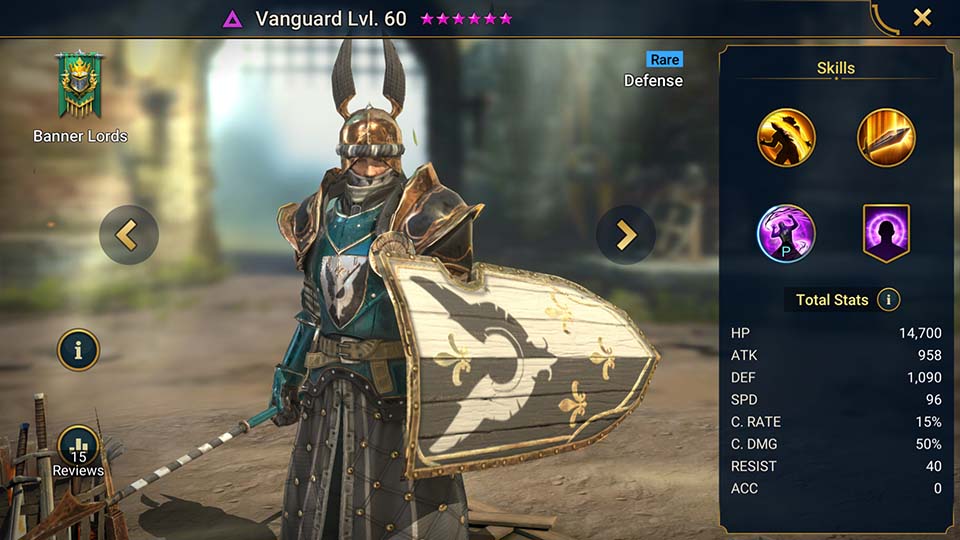 Vanguard Lvl. 60
Banner Lords
Rare
Defense
15
Reviews
Skills
P
Total Stats
HP 14,700
ATK 958
DEF 1,090
SPD 96
C. RATE 15%
C. DMG 50%
RESIST 40
ACC 0